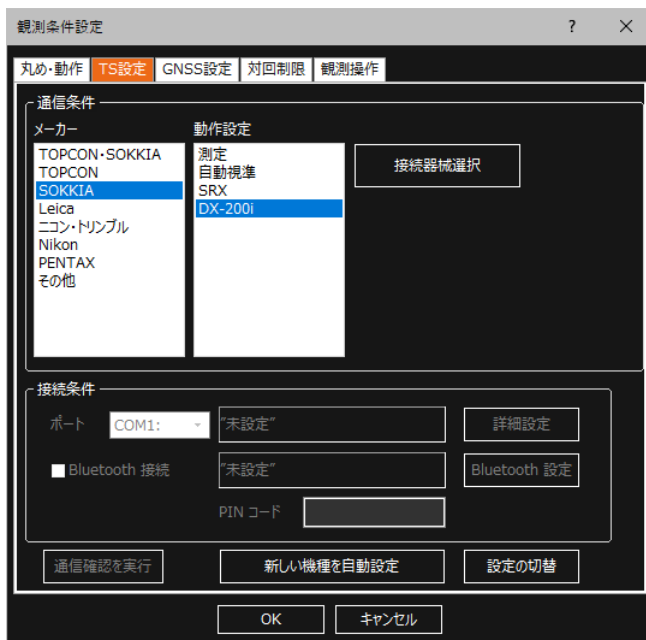 観測条件設定 ? ×
丸め・動作 TS設定 GNSS設定 対回制限 観測操作
通信条件
メーカー 動作設定
TOPCON・SOKKIA 測定 接続器械選択
TOPCON 自動視準
SOKKIA SRX
Leica DX-200i
ニコン・トリンブル
Nikon
PENTAX
その他
接続条件
ポート COM1: "未設定" 詳細設定
Bluetooth 接続 "未設定" Bluetooth 設定
PIN コード
通信確認を実行 新しい機種を自動設定 設定の切替
OK キャンセル